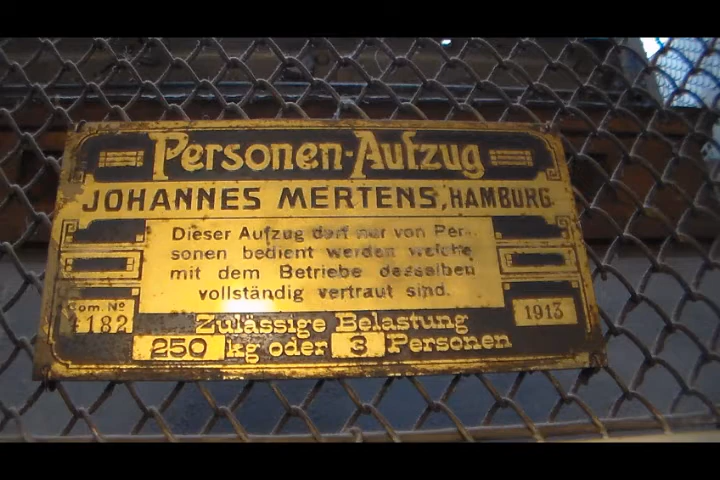 Personen-Aufzug
JOHANNES MERTENS, HAMBURG.
Dieser Aufzug darf nur von Per-
sonen bedient werden welche
mit dem Betriebe desselben
vollständig vertraut sind.
Com. No 1182
1913
Zulässige Belastung
250 kg oder 3 Personen